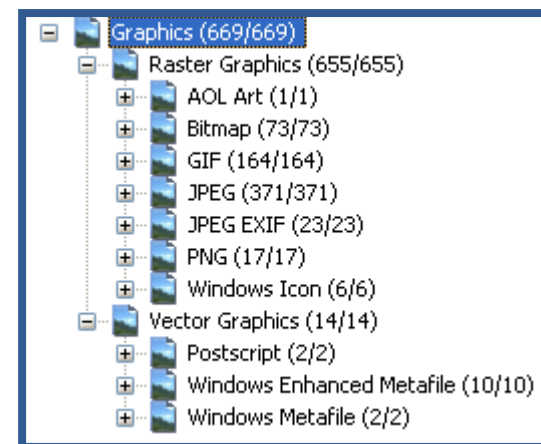 Graphics (669/669)
Raster Graphics (655/655)
AOL Art (1/1)
Bitmap (73/73)
GIF (164/164)
JPEG (371/371)
JPEG EXIF (23/23)
PNG (17/17)
Windows Icon (6/6)
Vector Graphics (14/14)
Postscript (2/2)
Windows Enhanced Metafile (10/10)
Windows Metafile (2/2)